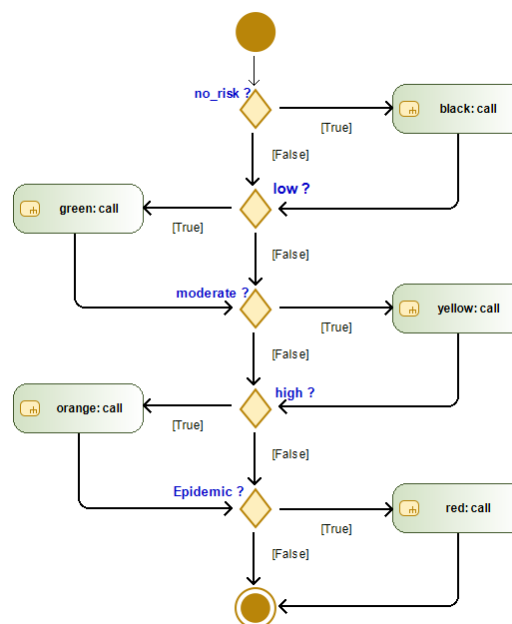 no_risk ?
black: call
[True]
[False]
low ?
green: call
[True]
[False]
moderate ?
yellow: call
[True]
[False]
high ?
orange: call
[True]
[False]
Epidemic ?
red: call
[True]
[False]